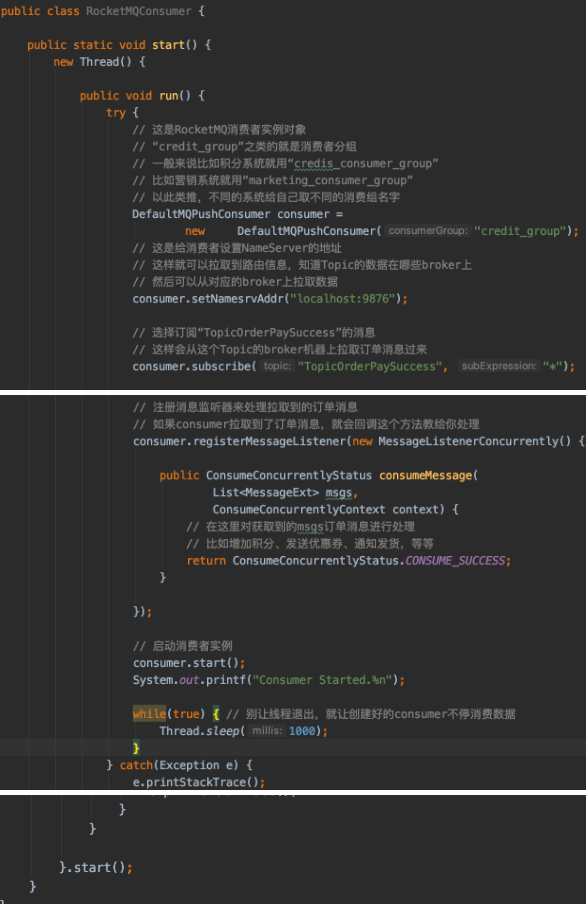 public class RocketMQConsumer {
public static void start() {
new Thread() {
public void run() {
try {
// 这是RocketMQ消费者实例对象
// “credit_group”之类的就是消费者分组
// 一般来说比如积分系统就用“credis_consumer_group”
// 比如营销系统就用“marketing_consumer_group”
// 以此类推，不同的系统给自己取不同的消费组名字
DefaultMQPushConsumer consumer =
new DefaultMQPushConsumer( consumerGroup: "credit_group");
// 这是给消费者设置NameServer的地址
// 这样就可以拉取到路由信息，知道Topic的数据在哪些broker上
// 然后可以从对应的broker上拉取数据
consumer.setNamesrvAddr("localhost:9876");
// 选择订阅“TopicOrderPaySuccess”的消息
// 这样会从这个Topic的broker机器上拉取订单消息过来
consumer.subscribe( topic: "TopicOrderPaySuccess", subExpression: "*");
// 注册消息监听器来处理拉取到的订单消息
// 如果consumer拉取到了订单消息，就会回调这个方法教给你处理
consumer.registerMessageListener(new MessageListenerConcurrently() {
public ConsumeConcurrentlyStatus consumeMessage(
List<MessageExt> msgs,
ConsumeConcurrentlyContext context) {
// 在这里对获取到的msgs订单消息进行处理
// 比如增加积分、发送优惠券、通知发货，等等
return ConsumeConcurrentlyStatus.CONSUME_SUCCESS;
}
});
// 启动消费者实例
consumer.start();
System.out.printf("Consumer Started.%n");
while(true) { // 别让线程退出，就让创建好的consumer不停消费数据
Thread.sleep( millis: 1000);
}
} catch(Exception e) {
e.printStackTrace();
}
}
}.start();
}